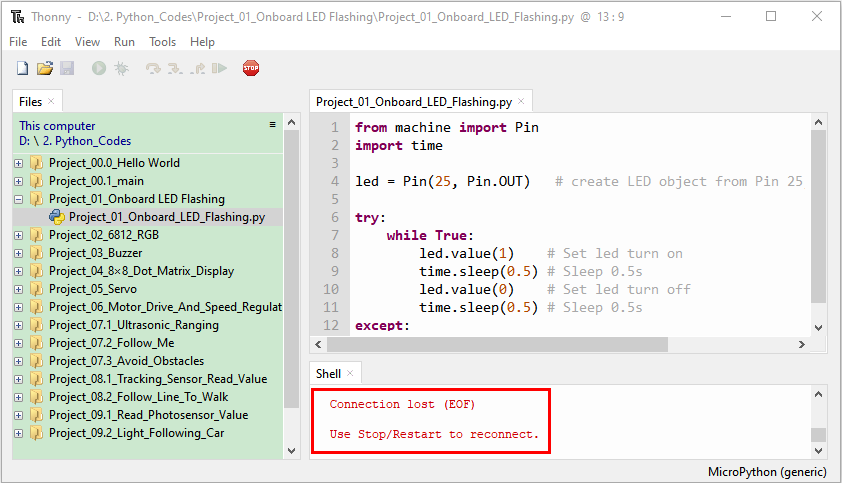 Thonny - D:\2. Python_Codes\Project_01_Onboard LED Flashing\Project_01_Onboard_LED_Flashing.py @ 13 : 9
File Edit View Run Tools Help
STOP
Files
This computer
D: \ 2. Python_Codes
Project_00.0_Hello World
Project_00.1_main
Project_01_Onboard LED Flashing
Project_01_Onboard_LED_Flashing.py
Project_02_6812_RGB
Project_03_Buzzer
Project_04_8×8_Dot_Matrix_Display
Project_05_Servo
Project_06_Motor_Drive_And_Speed_Regulat
Project_07.1_Ultrasonic_Ranging
Project_07.2_Follow_Me
Project_07.3_Avoid_Obstacles
Project_08.1_Tracking_Sensor_Read_Value
Project_08.2_Follow_Line_To_Walk
Project_09.1_Read_Photosensor_Value
Project_09.2_Light_Following_Car
Project_01_Onboard_LED_Flashing.py
1 from machine import Pin
2 import time
3
4 led = Pin(25, Pin.OUT) # create LED object from Pin 25
5
6 try:
7 while True:
8 led.value(1) # Set led turn on
9 time.sleep(0.5) # Sleep 0.5s
10 led.value(0) # Set led turn off
11 time.sleep(0.5) # Sleep 0.5s
12 except:
Shell
Connection lost (EOF)
Use Stop/Restart to reconnect.
MicroPython (generic)